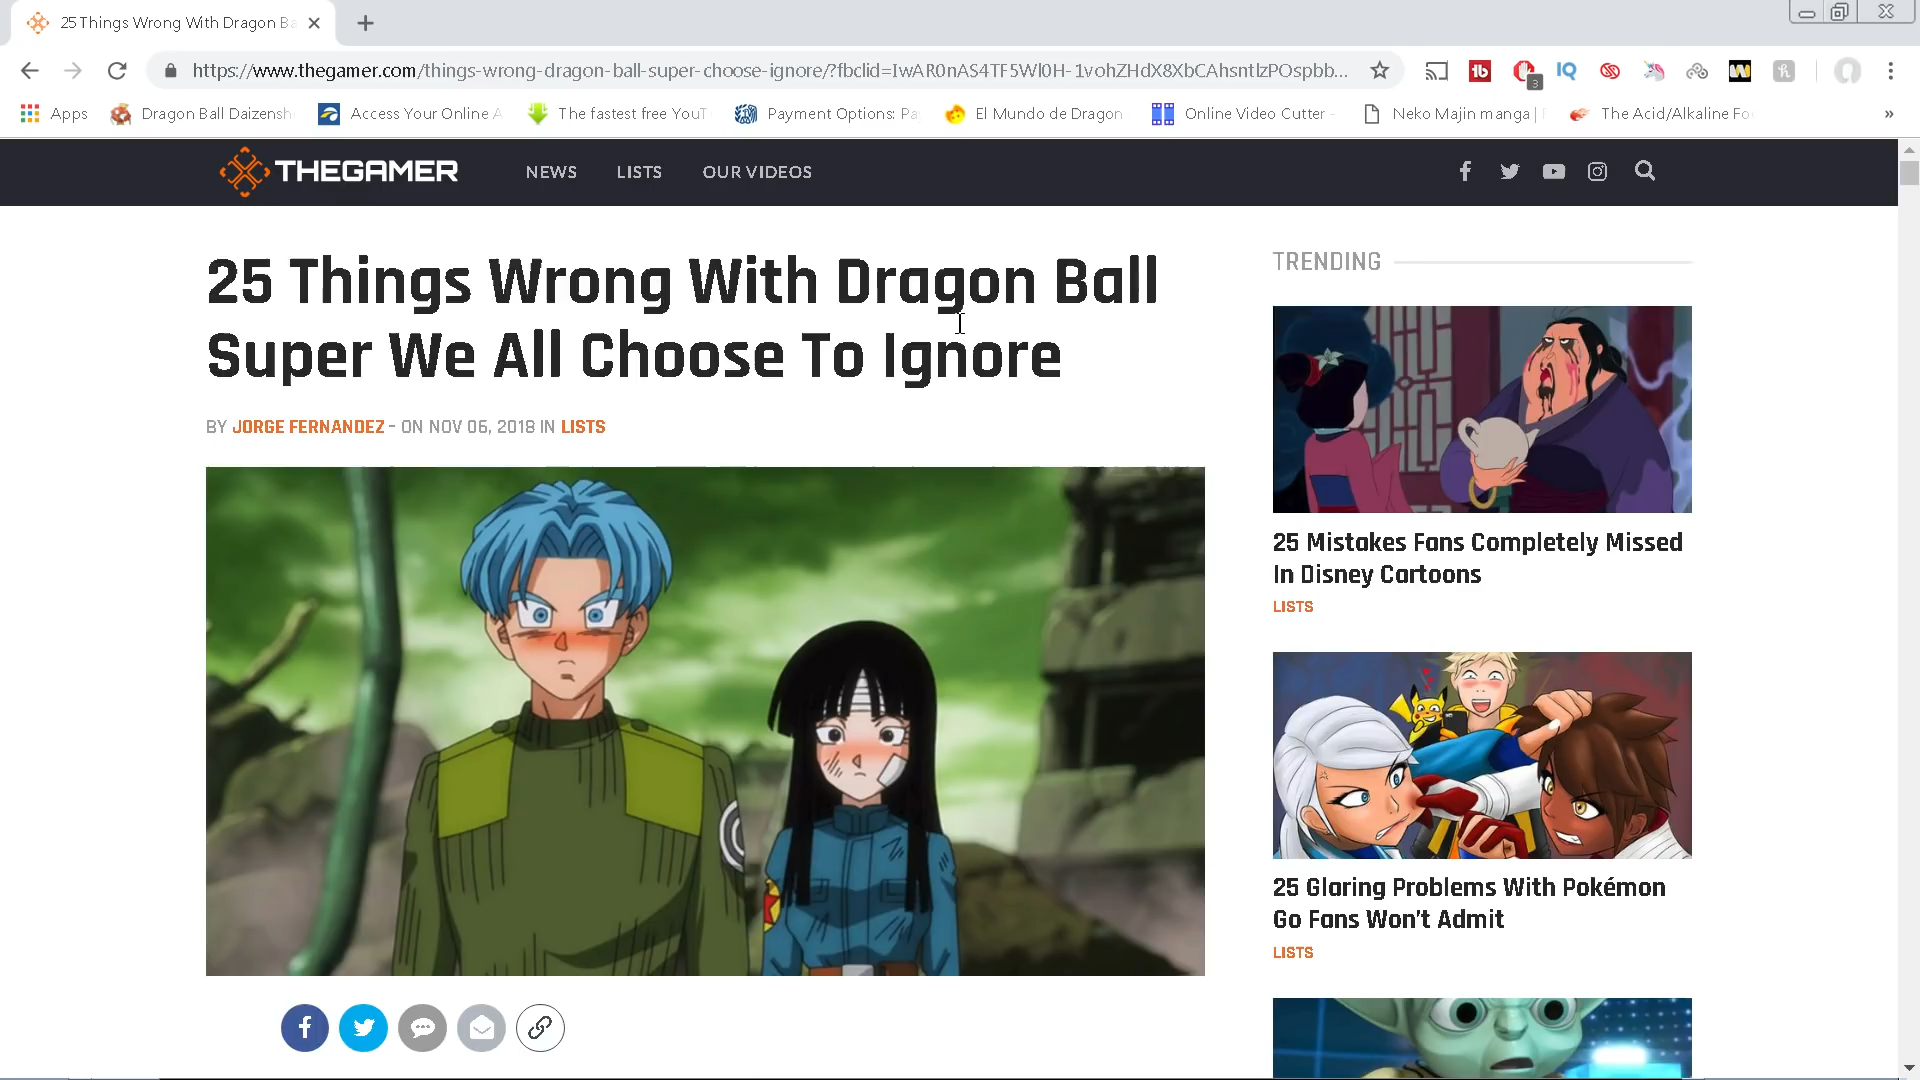 25 Things Wrong With Dragon Ba
https://www.thegamer.com/things-wrong-dragon-ball-super-choose-ignore/?fbclid=IwAR0nAS4TF5Wl0H-1vohZHdX8XbCAhsntlzPOspbb...
3
Apps
Dragon Ball Daizensh
Access Your Online A
The fastest free YouT
Payment Options: Pa
El Mundo de Dragon
Online Video Cutter -
Neko Majin manga |
The Acid/Alkaline Fo
»
THEGAMER
NEWS
LISTS
OUR VIDEOS
25 Things Wrong With Dragon Ball
Super We All Choose To Ignore
BY JORGE FERNANDEZ - ON NOV 06, 2018 IN LISTS
TRENDING
25 Mistakes Fans Completely Missed
In Disney Cartoons
LISTS
25 Glaring Problems With Pokémon
Go Fans Won't Admit
LISTS